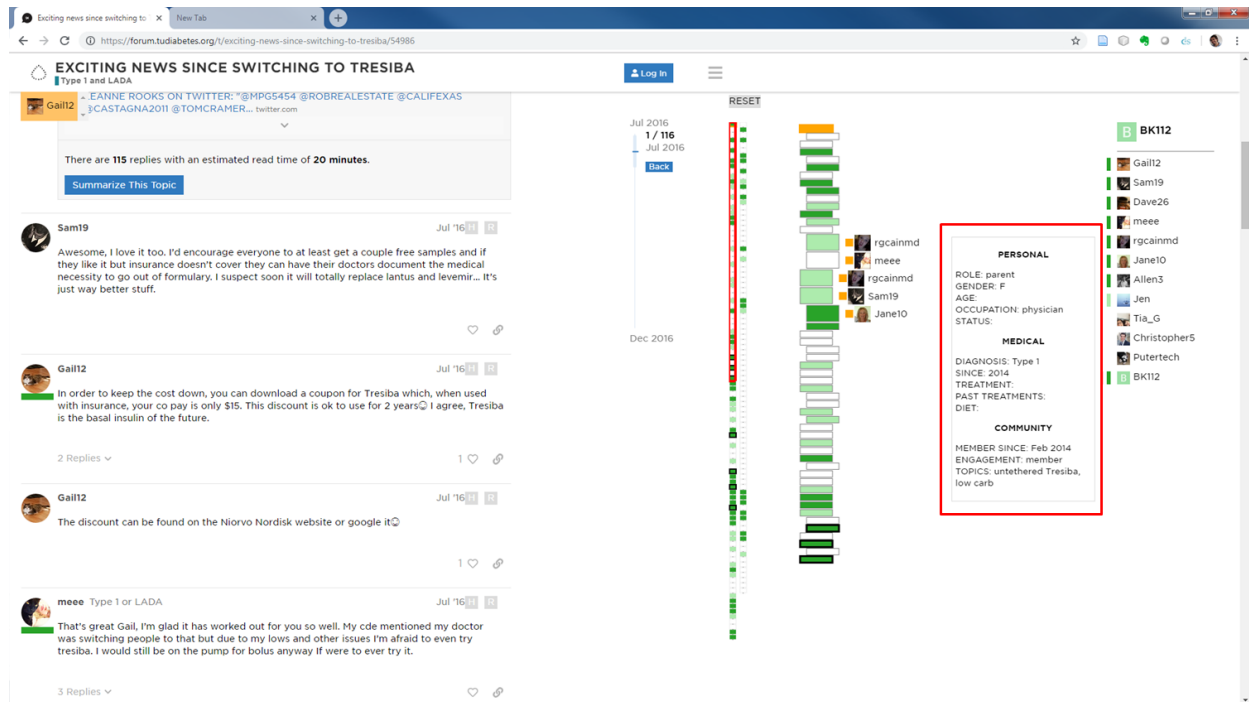 Exciting news since switching to
New Tab
https://forum.tudiabetes.org/t/exciting-news-since-switching-to-tresiba/54986
EXCITING NEWS SINCE SWITCHING TO TRESIBA
Type 1 and LADA
Log In
Gail12
EANNE ROOKS ON TWITTER: "@MPG5454 @ROBREALESTATE @CALIFEXAS
@CASTAGNA2011 @TOMCRAMER... twitter.com
There are 115 replies with an estimated read time of 20 minutes.
Summarize This Topic
Sam19
Jul '16 H R
Awesome, I love it too. I'd encourage everyone to at least get a couple free samples and if
they like it but insurance doesn't cover they can have their doctors document the medical
necessity to go out of formulary. I suspect soon it will totally replace lantus and levemir... It's
just way better stuff.
Gail12
Jul '16 H R
In order to keep the cost down, you can download a coupon for Tresiba which, when used
with insurance, your co pay is only $15. This discount is ok to use for 2 years I agree, Tresiba
is the basal insulin of the future.
2 Replies
1
Gail12
Jul '16 H R
The discount can be found on the Niorvo Nordisk website or google it
1
meee Type 1 or LADA
Jul '16 H R
That's great Gail, I'm glad it has worked out for you so well. My cde mentioned my doctor
was switching people to that but due to my lows and other issues I'm afraid to even try
tresiba. I would still be on the pump for bolus anyway If were to ever try it.
3 Replies
Jul 2016
1 / 116
Jul 2016
Back
Dec 2016
RESET
rgcainmd
meee
rgcainmd
Sam19
Jane10
PERSONAL
ROLE: parent
GENDER: F
AGE:
OCCUPATION: physician
STATUS:
MEDICAL
DIAGNOSIS: Type 1
SINCE: 2014
TREATMENT:
PAST TREATMENTS:
DIET:
COMMUNITY
MEMBER SINCE: Feb 2014
ENGAGEMENT: member
TOPICS: untethered Tresiba,
low carb
B BK112
Gail12
Sam19
Dave26
meee
rgcainmd
Jane10
Allen3
Jen
Tia_G
Christopher5
Putertech
B BK112